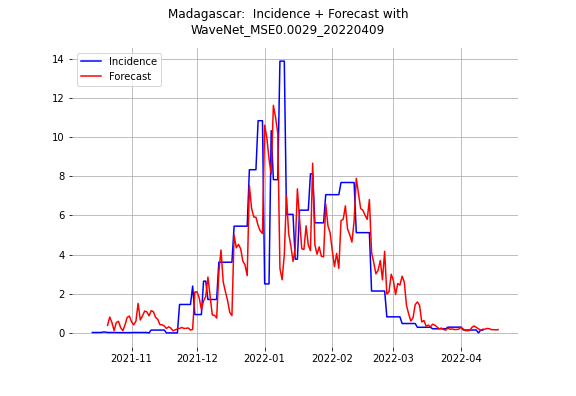 Madagascar:  Incidence + Forecast with
WaveNet_MSE0.0029_20220409
Incidence
Forecast
14
12
10
8
6
4
2
0
2021-11 2021-12 2022-01 2022-02 2022-03 2022-04